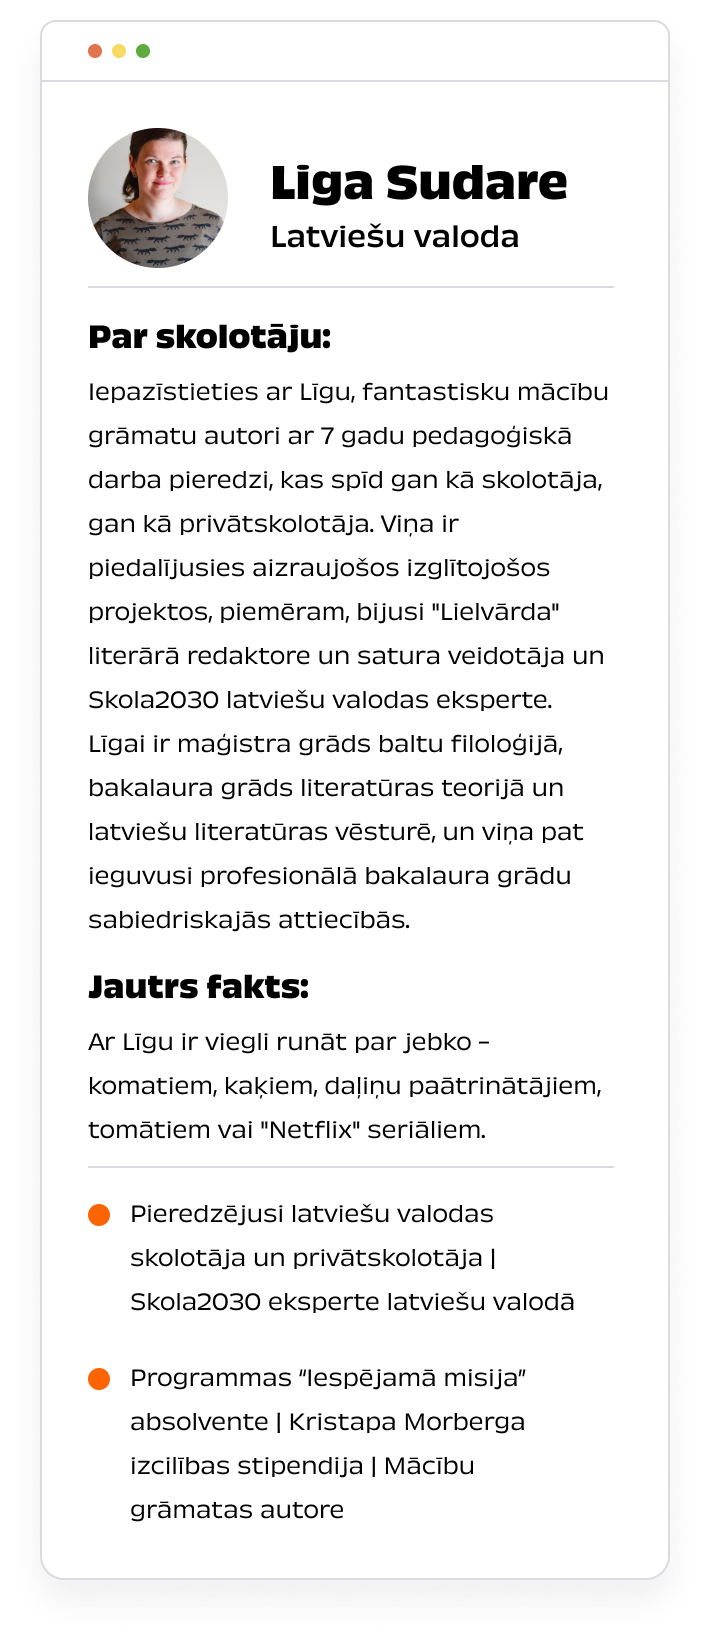 Liga Sudare
Latviešu valoda
Par skolotāju:
Iepazīstieties ar Līgu, fantastisku mācību
grāmatu autori ar 7 gadu pedagoģiskā
darba pieredzi, kas spīd gan kā skolotāja,
gan kā privātskolotāja. Viņa ir
piedalījusies aizraujošos izglītojošos
projektos, piemēram, bijusi "Lielvārda"
literārā redaktore un satura veidotāja un
Skola2030 latviešu valodas eksperte.
Līgai ir maģistra grāds baltu filoloģijā,
bakalaura grāds literatūras teorijā un
latviešu literatūras vēsturē, un viņa pat
ieguvusi profesionālā bakalaura grādu
sabiedriskajās attiecībās.
Jautrs fakts:
Ar Līgu ir viegli runāt par jebko –
komatiem, kaķiem, daļiņu paātrinātājiem,
tomātiem vai "Netflix" seriāliem.
Pieredzējusi latviešu valodas
skolotāja un privātskolotāja |
Skola2030 eksperte latviešu valodā
Programmas “Iespējamā misija”
absolvente | Kristapa Morberga
izcilības stipendija | Mācību
grāmatas autore